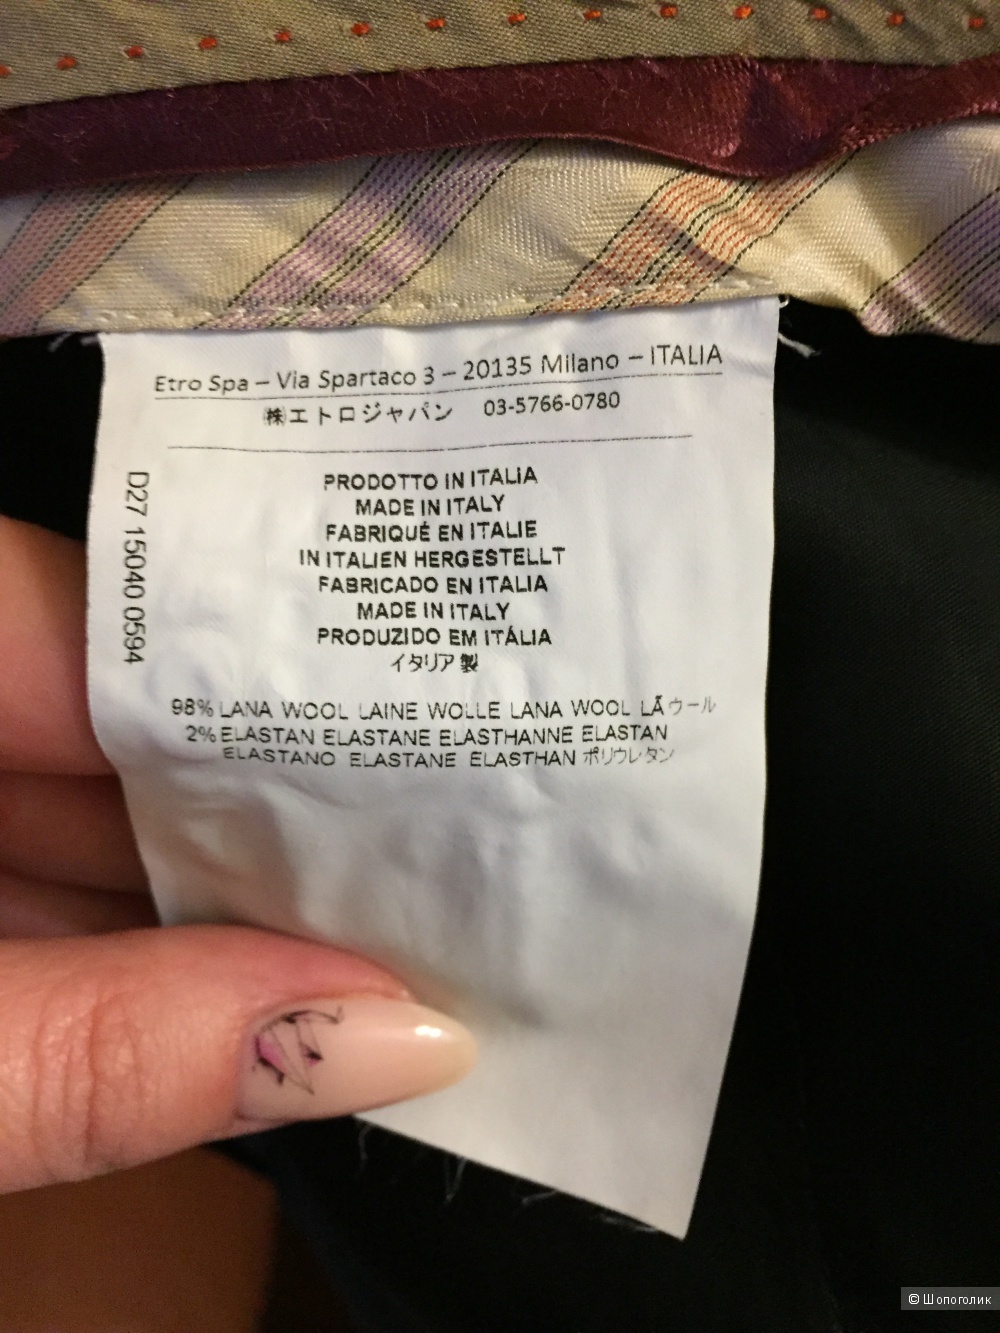 Etro Spa – Via Spartaco 3 – 20135 Milano – ITALIA
㈱エトロジャパン 03-5766-0780
D27 15040 0594
PRODOTTO IN ITALIA
MADE IN ITALY
FABRIQUÉ EN ITALIE
IN ITALIEN HERGESTELLT
FABRICADO EN ITALIA
MADE IN ITALY
PRODUZIDO EM ITÁLIA
イタリア製
98% LANA WOOL LAINE WOLLE LANA WOOL LÃ ウール
2% ELASTAN ELASTANE ELASTHANNE ELASTAN
ELASTANO ELASTANE ELASTHAN ポリウレタン
© Шопоголик